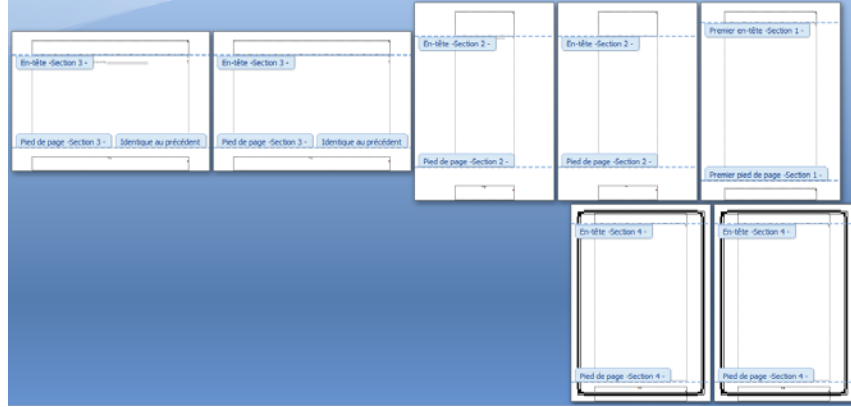 En-tête -Section 3 -
En-tête -Section 3 -
En-tête -Section 2 -
En-tête -Section 2 -
Premier en-tête -Section 1 -
Pied de page -Section 3 - Identique au précédent
Pied de page -Section 3 - Identique au précédent
Pied de page -Section 2 -
Pied de page -Section 2 -
Premier pied de page -Section 1 -
En-tête -Section 4 -
En-tête -Section 4 -
Pied de page -Section 4 -
Pied de page -Section 4 -